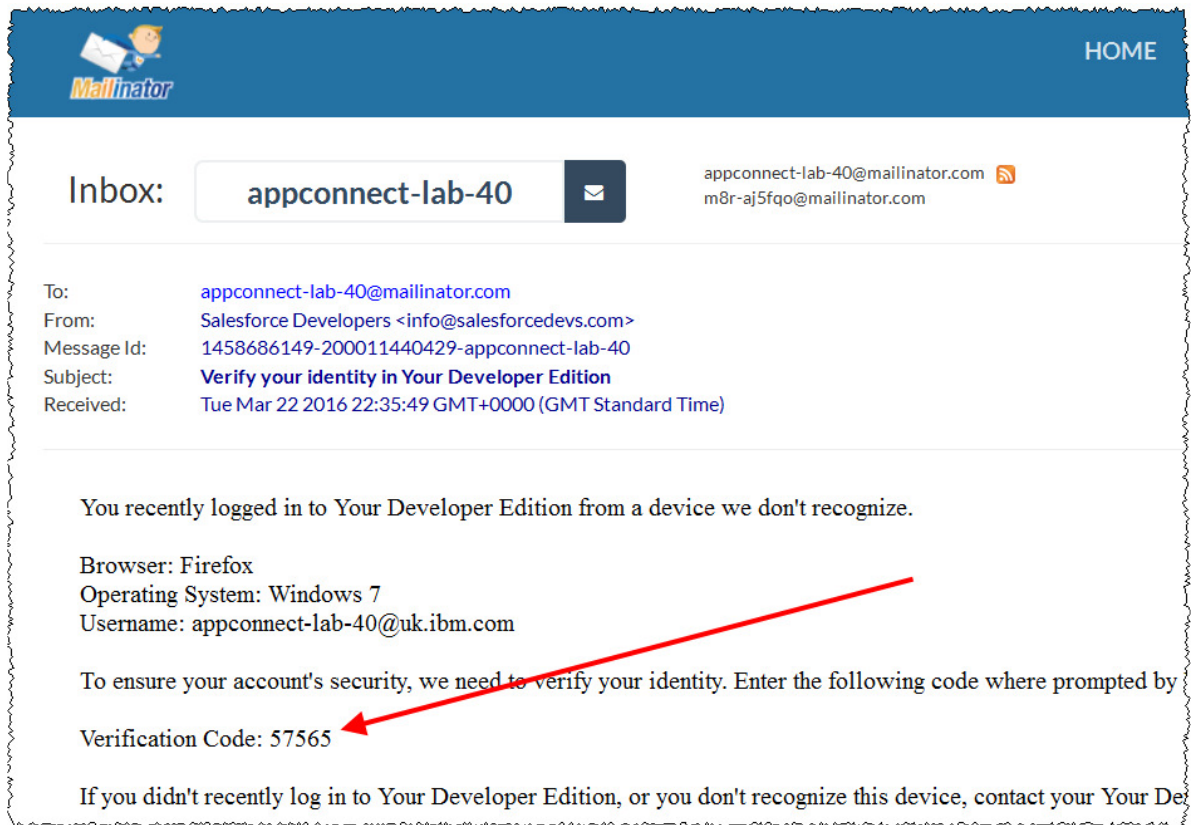 Mailinator
HOME
Inbox:
appconnect-lab-40
appconnect-lab-40@mailinator.com
m8r-aj5fqo@mailinator.com
To: appconnect-lab-40@mailinator.com
From: Salesforce Developers <info@salesforcedevs.com>
Message Id: 1458686149-200011440429-appconnect-lab-40
Subject: Verify your identity in Your Developer Edition
Received: Tue Mar 22 2016 22:35:49 GMT+0000 (GMT Standard Time)
You recently logged in to Your Developer Edition from a device we don't recognize.
Browser: Firefox
Operating System: Windows 7
Username: appconnect-lab-40@uk.ibm.com
To ensure your account's security, we need to verify your identity. Enter the following code where prompted by
Verification Code: 57565
If you didn't recently log in to Your Developer Edition, or you don't recognize this device, contact your Your De